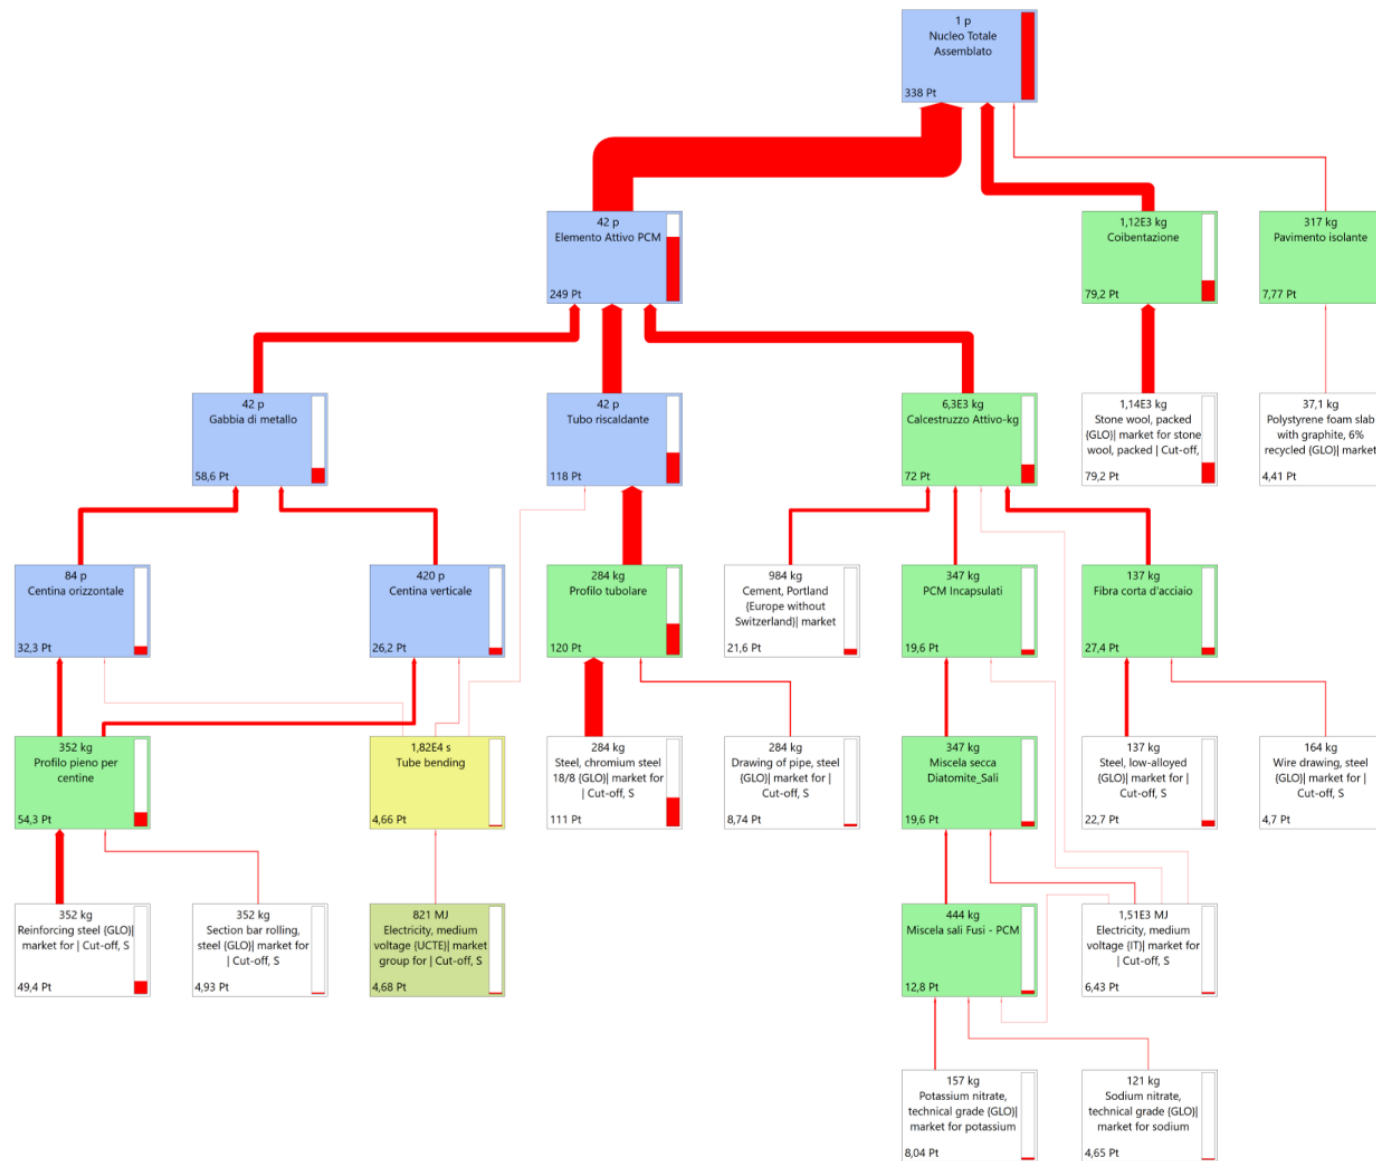 1 p
Nucleo Totale
Assemblato
338 Pt
42 p
Elemento Attivo PCM
249 Pt
1,12E3 kg
Coibentazione
79,2 Pt
317 kg
Pavimento isolante
7,77 Pt
42 p
Gabbia di metallo
58,6 Pt
42 p
Tubo riscaldante
118 Pt
6,3E3 kg
Calcestruzzo Attivo-kg
72 Pt
1,14E3 kg
Stone wool, packed
{GLO}| market for stone
wool, packed | Cut-off,
79,2 Pt
37,1 kg
Polystyrene foam slab
with graphite, 6%
recycled {GLO}| market
4,41 Pt
84 p
Centina orizzontale
32,3 Pt
420 p
Centina verticale
26,2 Pt
284 kg
Profilo tubolare
120 Pt
984 kg
Cement, Portland
{Europe without
Switzerland}| market
21,6 Pt
347 kg
PCM Incapsulati
19,6 Pt
137 kg
Fibra corta d'acciaio
27,4 Pt
352 kg
Profilo pieno per
centine
54,3 Pt
1,82E4 s
Tube bending
4,66 Pt
284 kg
Steel, chromium steel
18/8 {GLO}| market for
| Cut-off, S
111 Pt
284 kg
Drawing of pipe, steel
{GLO}| market for |
Cut-off, S
8,74 Pt
347 kg
Miscela secca
Diatomite_Sali
19,6 Pt
137 kg
Steel, low-alloyed
{GLO}| market for |
Cut-off, S
22,7 Pt
164 kg
Wire drawing, steel
{GLO}| market for |
Cut-off, S
4,7 Pt
352 kg
Reinforcing steel {GLO}|
market for | Cut-off, S
49,4 Pt
352 kg
Section bar rolling,
steel {GLO}| market for
| Cut-off, S
4,93 Pt
821 MJ
Electricity, medium
voltage {UCTE}| market
group for | Cut-off, S
4,68 Pt
444 kg
Miscela sali Fusi - PCM
12,8 Pt
1,51E3 MJ
Electricity, medium
voltage {IT}| market for
| Cut-off, S
6,43 Pt
157 kg
Potassium nitrate,
technical grade {GLO}|
market for potassium
8,04 Pt
121 kg
Sodium nitrate,
technical grade {GLO}|
market for sodium
4,65 Pt